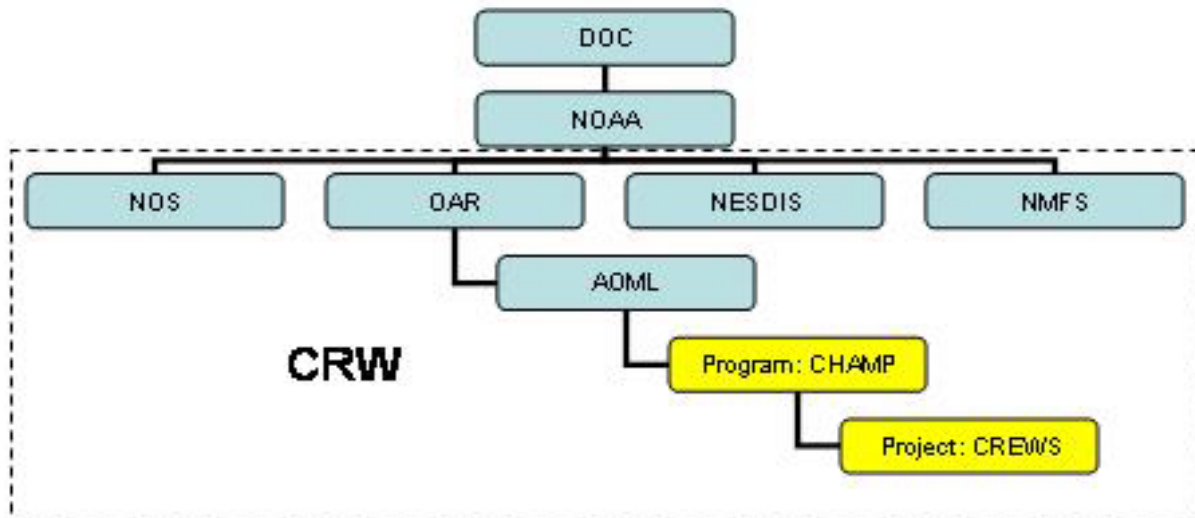 DOC
NOAA
NOS
OAR
NESDIS
NMFS
AOML
CRW
Program: CHAMP
Project: CREWS